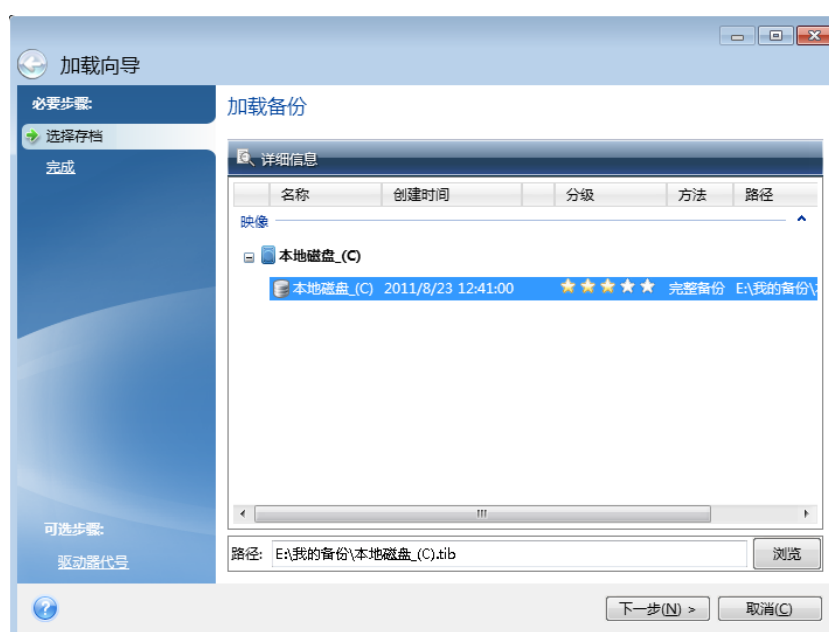 加载向导
必要步骤:
选择存档
完成
加载备份
详细信息
名称 创建时间 分级 方法 路径
映像
本地磁盘_(C)
本地磁盘_(C) 2011/8/23 12:41:00 完整备份 E:\我的备份\
路径: E:\我的备份\本地磁盘_(C).tib 浏览
可选步骤:
驱动器代号
下一步(N) > 取消(C)